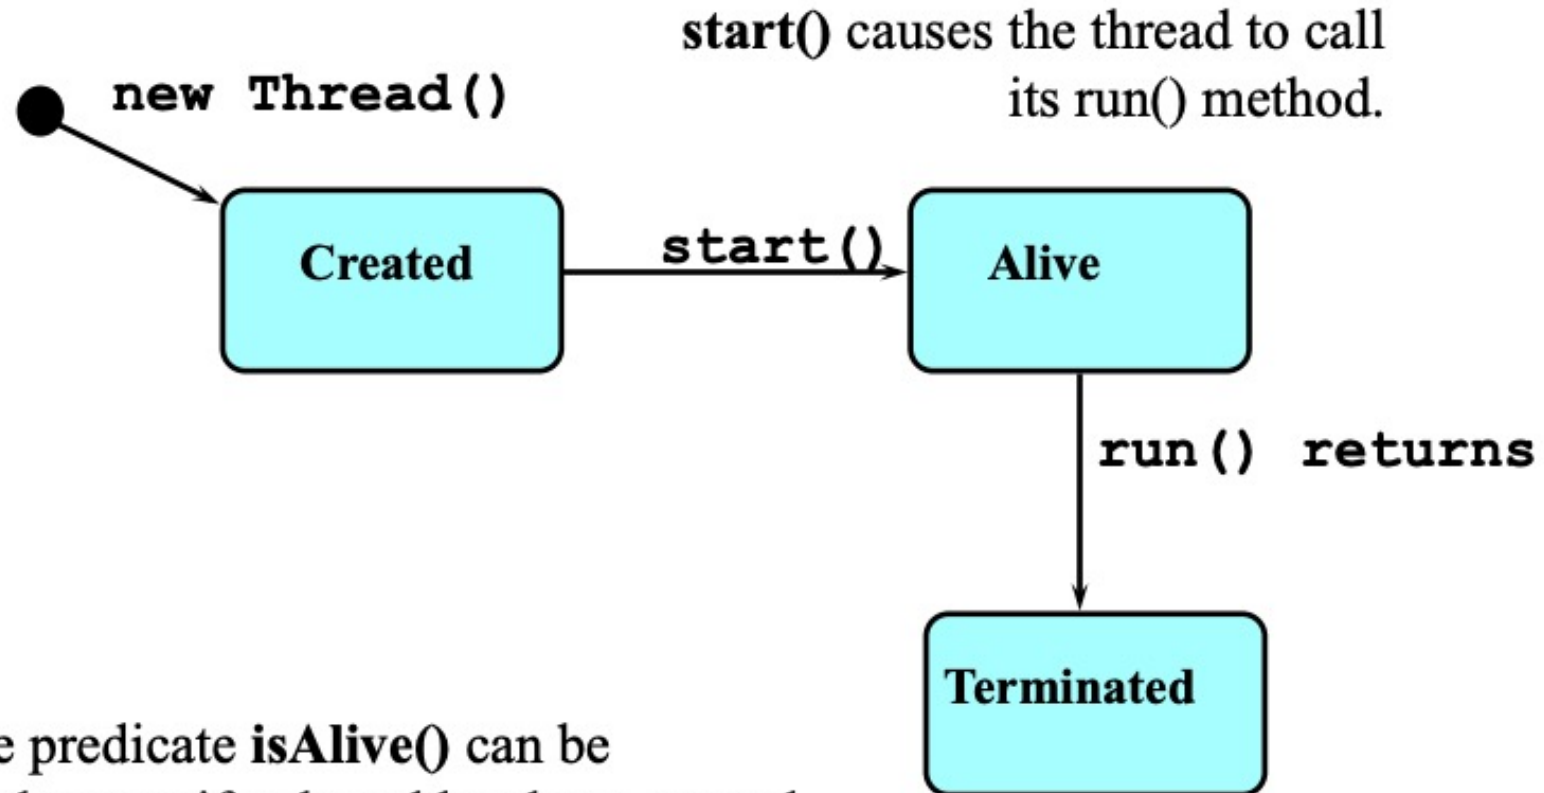 start() causes the thread to call
its run() method.
new Thread()
Created
start()
Alive
run() returns
Terminated
predicate isAlive() can be